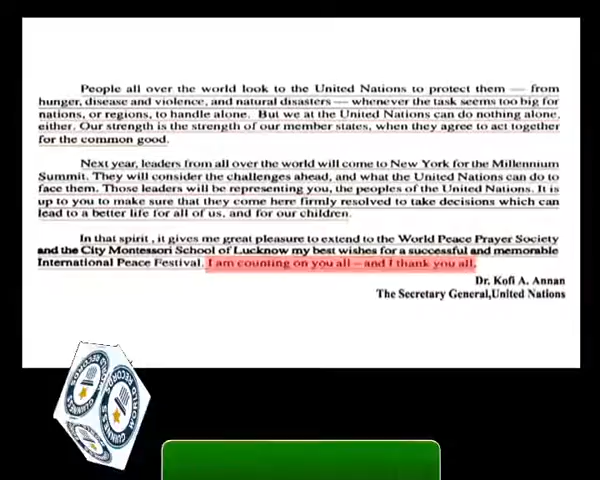 People all over the world look to the United Nations to protect them — from
hunger, disease and violence, and natural disasters — whenever the task seems too big for
nations, or regions, to handle alone. But we at the United Nations can do nothing alone,
either. Our strength is the strength of our member states, when they agree to act together
for the common good.
Next year, leaders from all over the world will come to New York for the Millennium
Summit. They will consider the challenges ahead, and what the United Nations can do to
face them. Those leaders will be representing you, the peoples of the United Nations. It is
up to you to make sure that they come here firmly resolved to take decisions which can
lead to a better life for all of us, and for our children.
In that spirit , it gives me great pleasure to extend to the World Peace Prayer Society
and the City Montessori School of Lucknow my best wishes for a successful and memorable
International Peace Festival. I am counting on you all – and I thank you all.
Dr. Kofi A. Annan
The Secretary General,United Nations
GUINNESS WORLD RECORDS
GUINNESS WORLD RECORDS